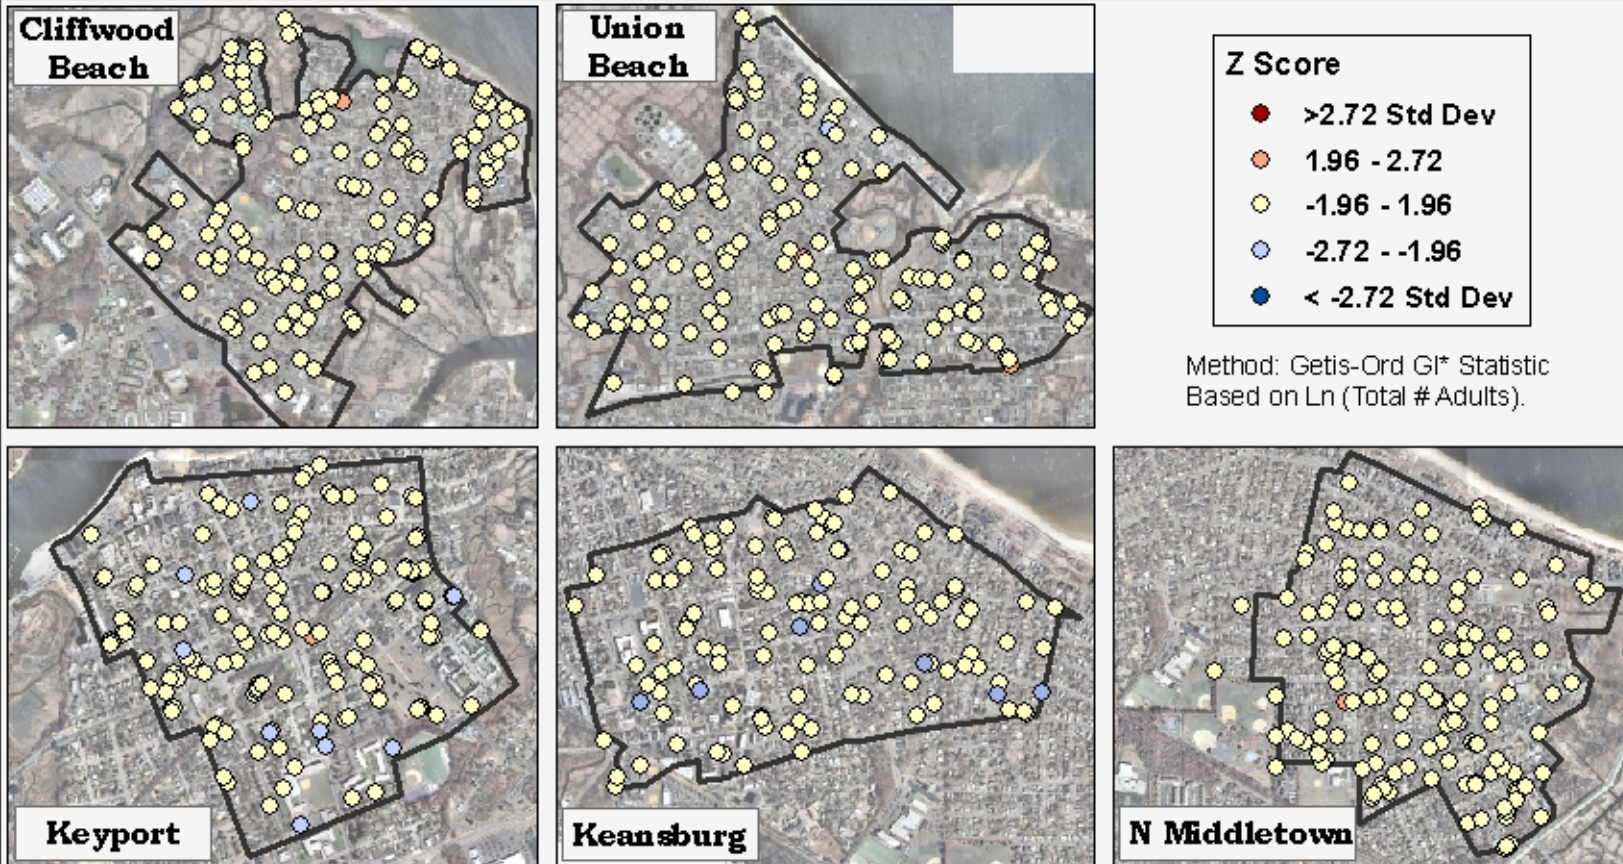 Cliffwood
Beach
Union
Beach
Z Score
>2.72 Std Dev
1.96 - 2.72
-1.96 - 1.96
-2.72 - -1.96
< -2.72 Std Dev
Method: Getis-Ord GI* Statistic
Based on Ln (Total # Adults).
Keyport
Keansburg
N Middletown